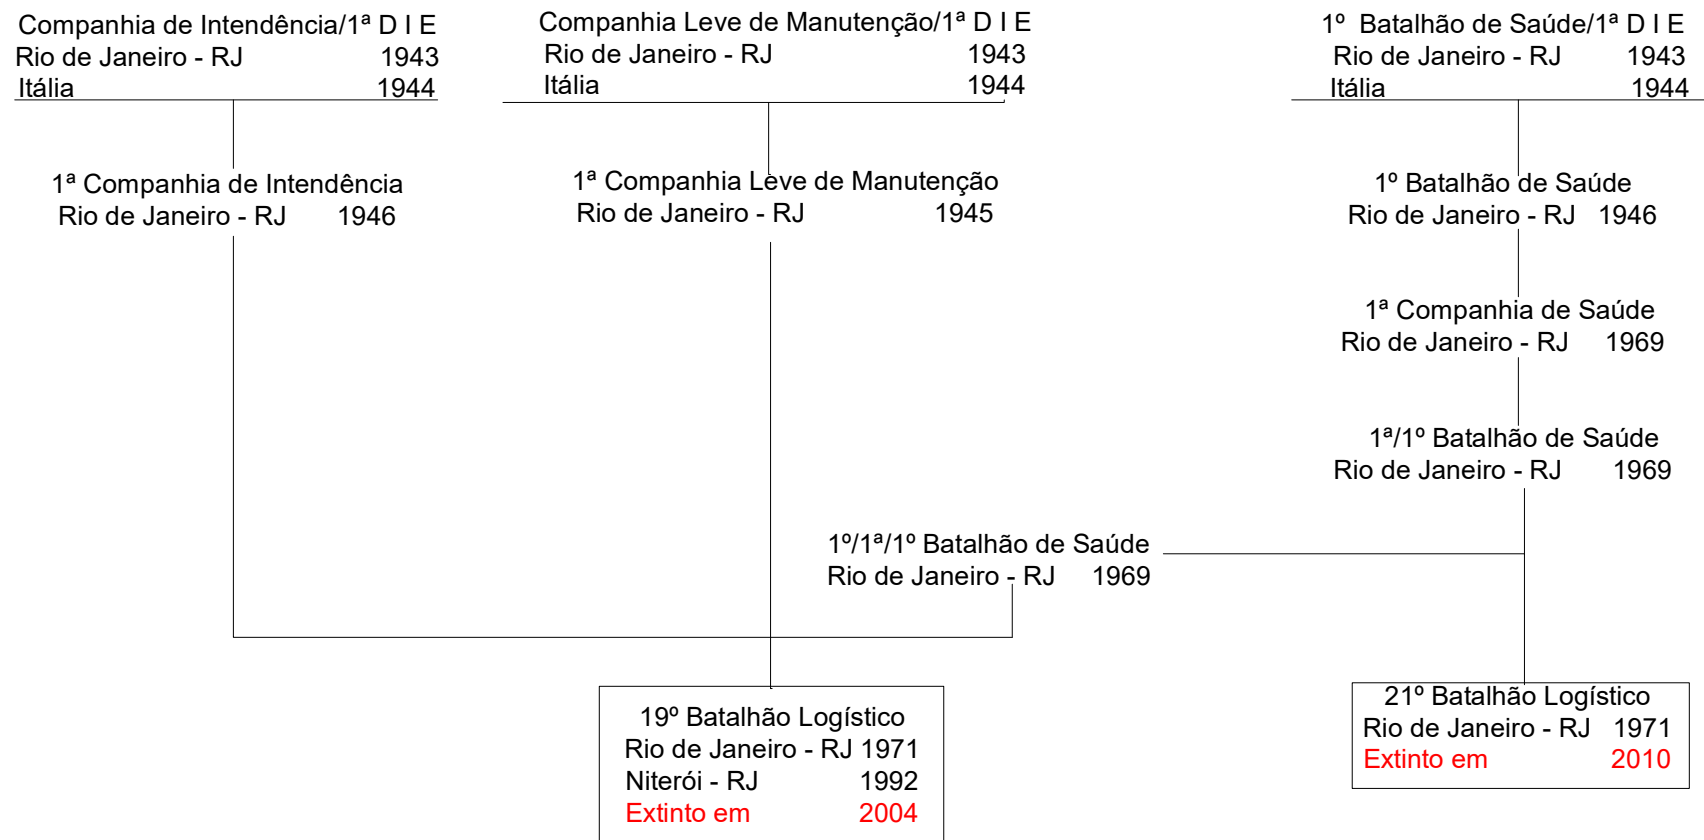 Companhia de Intendência/1ª D I E
Rio de Janeiro - RJ 1943
Itália 1944
Companhia Leve de Manutenção/1ª D I E
Rio de Janeiro - RJ 1943
Itália 1944
1º Batalhão de Saúde/1ª D I E
Rio de Janeiro - RJ 1943
Itália 1944
1ª Companhia de Intendência
Rio de Janeiro - RJ 1946
1ª Companhia Leve de Manutenção
Rio de Janeiro - RJ 1945
1º Batalhão de Saúde
Rio de Janeiro - RJ 1946
1ª Companhia de Saúde
Rio de Janeiro - RJ 1969
1ª/1º Batalhão de Saúde
Rio de Janeiro - RJ 1969
1º/1ª/1º Batalhão de Saúde
Rio de Janeiro - RJ 1969
19º Batalhão Logístico
Rio de Janeiro - RJ 1971
Niterói - RJ 1992
Extinto em 2004
21º Batalhão Logístico
Rio de Janeiro - RJ 1971
Extinto em 2010